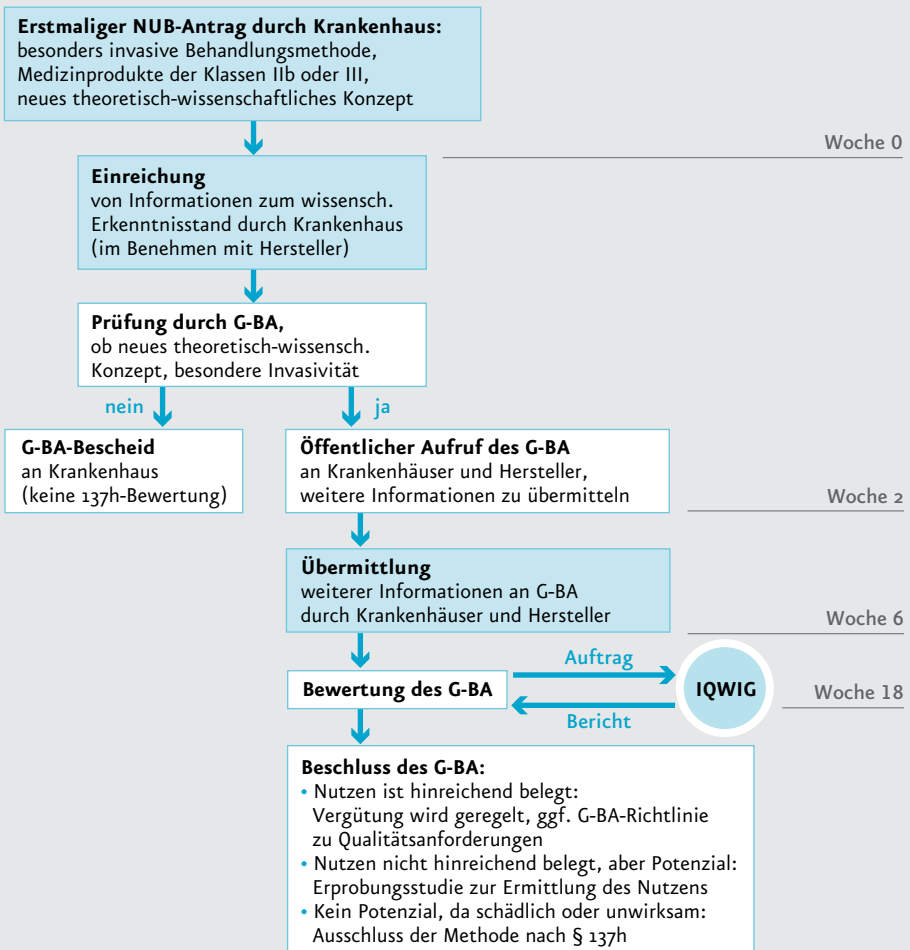 Erstmaliger NUB-Antrag durch Krankenhaus:
besonders invasive Behandlungsmethode,
Medizinprodukte der Klassen IIb oder III,
neues theoretisch-wissenschaftliches Konzept
Woche 0
Einreichung
von Informationen zum wissensch.
Erkenntnisstand durch Krankenhaus
(im Benehmen mit Hersteller)
Prüfung durch G-BA,
ob neues theoretisch-wissensch.
Konzept, besondere Invasivität
nein
ja
G-BA-Bescheid
an Krankenhaus
(keine 137h-Bewertung)
Öffentlicher Aufruf des G-BA
an Krankenhäuser und Hersteller,
weitere Informationen zu übermitteln
Woche 2
Übermittlung
weiterer Informationen an G-BA
durch Krankenhäuser und Hersteller
Woche 6
Auftrag
Bewertung des G-BA
IQWIG
Woche 18
Bericht
Beschluss des G-BA:
• Nutzen ist hinreichend belegt:
Vergütung wird geregelt, ggf. G-BA-Richtlinie
zu Qualitätsanforderungen
• Nutzen nicht hinreichend belegt, aber Potenzial:
Erprobungsstudie zur Ermittlung des Nutzens
• Kein Potenzial, da schädlich oder unwirksam:
Ausschluss der Methode nach § 137h